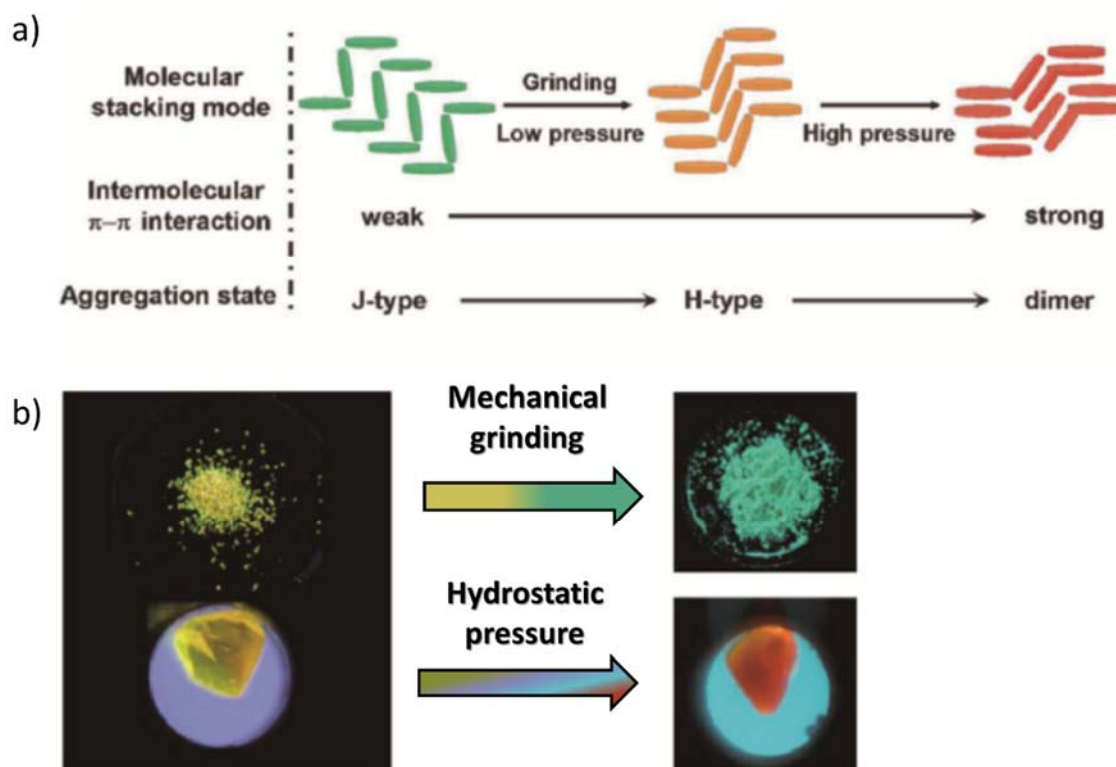 a)
Molecular
stacking mode
Grinding
Low pressure
High pressure
Intermolecular
π–π interaction
weak
strong
Aggregation state
J-type
H-type
dimer
b)
Mechanical
grinding
Hydrostatic
pressure